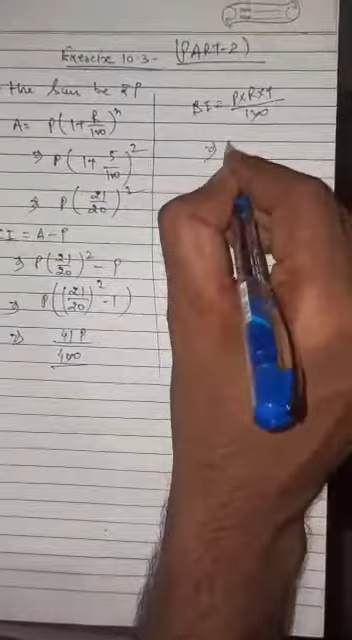 Exercise 10.3- (PART-2)
the Sum be ₹P
A= P(1+R/100)^n
⇒ P(1+5/100)^2
⇒ P(21/20)^2
CI = A-P
⇒ P(21/20)^2 - P
⇒ P((21/20)^2 -1)
⇒ 41P/400
SI = P×R×T/100
⇒